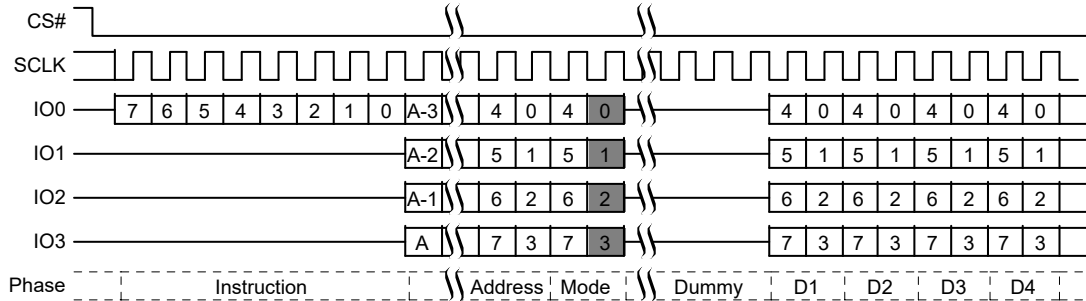 CS#
SCLK
IO0 7 6 5 4 3 2 1 0 A-3 4 0 4 0 4 0 4 0 4 0 4 0
IO1 A-2 5 1 5 1 5 1 5 1 5 1 5 1
IO2 A-1 6 2 6 2 6 2 6 2 6 2 6 2
IO3 A 7 3 7 3 7 3 7 3 7 3 7 3
Phase Instruction Address Mode Dummy D1 D2 D3 D4